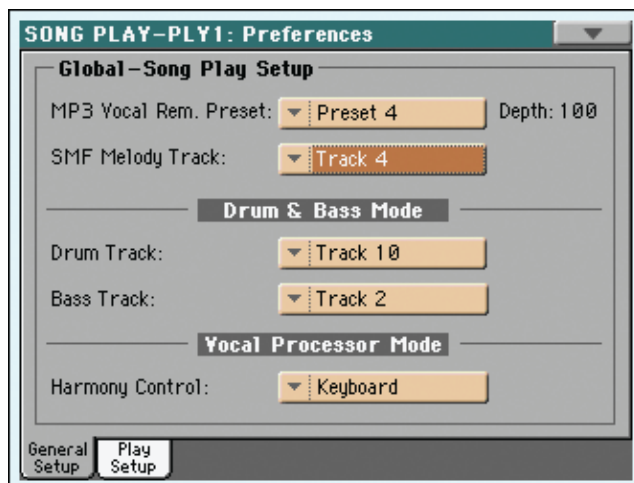 SONG PLAY-PLY1: Preferences
Global-Song Play Setup
MP3 Vocal Rem. Preset: Preset 4 Depth: 100
SMF Melody Track: Track 4
Drum & Bass Mode
Drum Track: Track 10
Bass Track: Track 2
Vocal Processor Mode
Harmony Control: Keyboard
General Setup
Play Setup